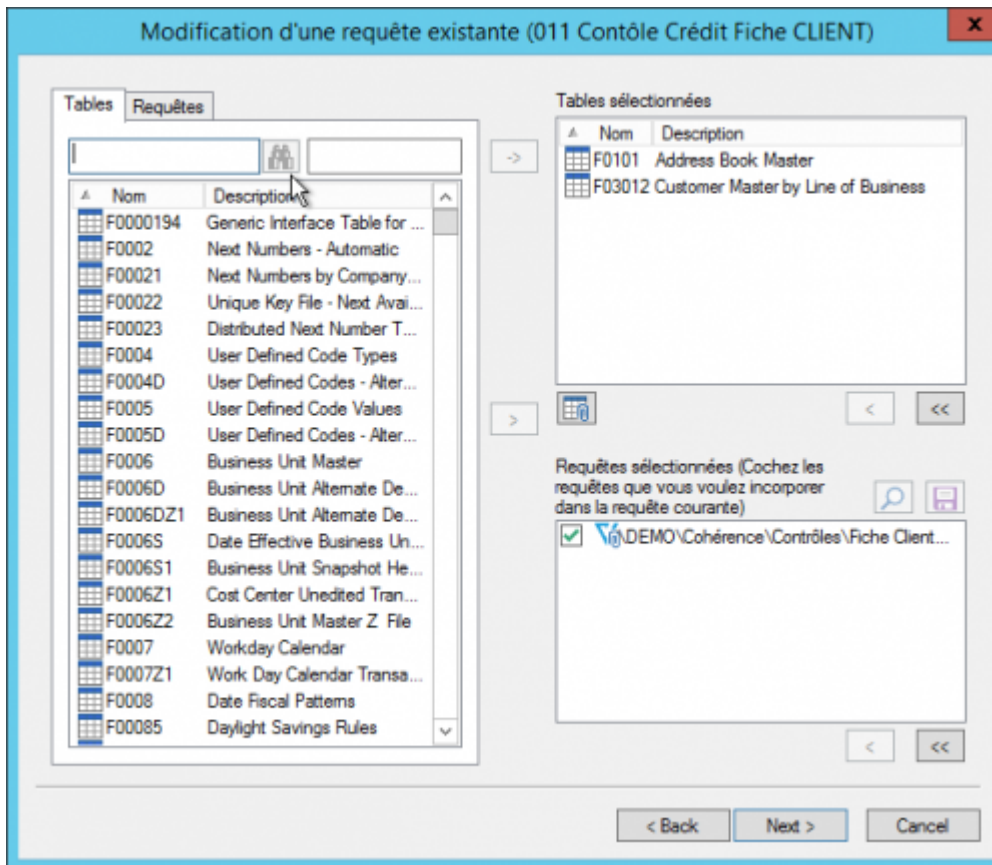 Modification d'une requête existante (011 Contôle Crédit Fiche CLIENT)
x
Tables Requêtes
Nom Description
F0000194 Generic Interface Table for ...
F0002 Next Numbers - Automatic
F00021 Next Numbers by Company...
F00022 Unique Key File - Next Avai...
F00023 Distributed Next Number T...
F0004 User Defined Code Types
F0004D User Defined Codes - Alter...
F0005 User Defined Code Values
F0005D User Defined Codes - Alter...
F0006 Business Unit Master
F0006D Business Unit Alternate De...
F0006DZ1 Business Unit Alternate De...
F0006S Date Effective Business Un...
F0006S1 Business Unit Snapshot He...
F0006Z1 Cost Center Unedited Tran...
F0006Z2 Business Unit Master Z File
F0007 Workday Calendar
F0007Z1 Work Day Calendar Transa...
F0008 Date Fiscal Patterns
F00085 Daylight Savings Rules
->
>
Tables sélectionnées
Nom Description
F0101 Address Book Master
F03012 Customer Master by Line of Business
< <<
Requêtes sélectionnées (Cochez les
requêtes que vous voulez incorporer
dans la requête courante)
\DEMO\Cohérence\Contrôles\Fiche Client...
< <<
< Back Next > Cancel